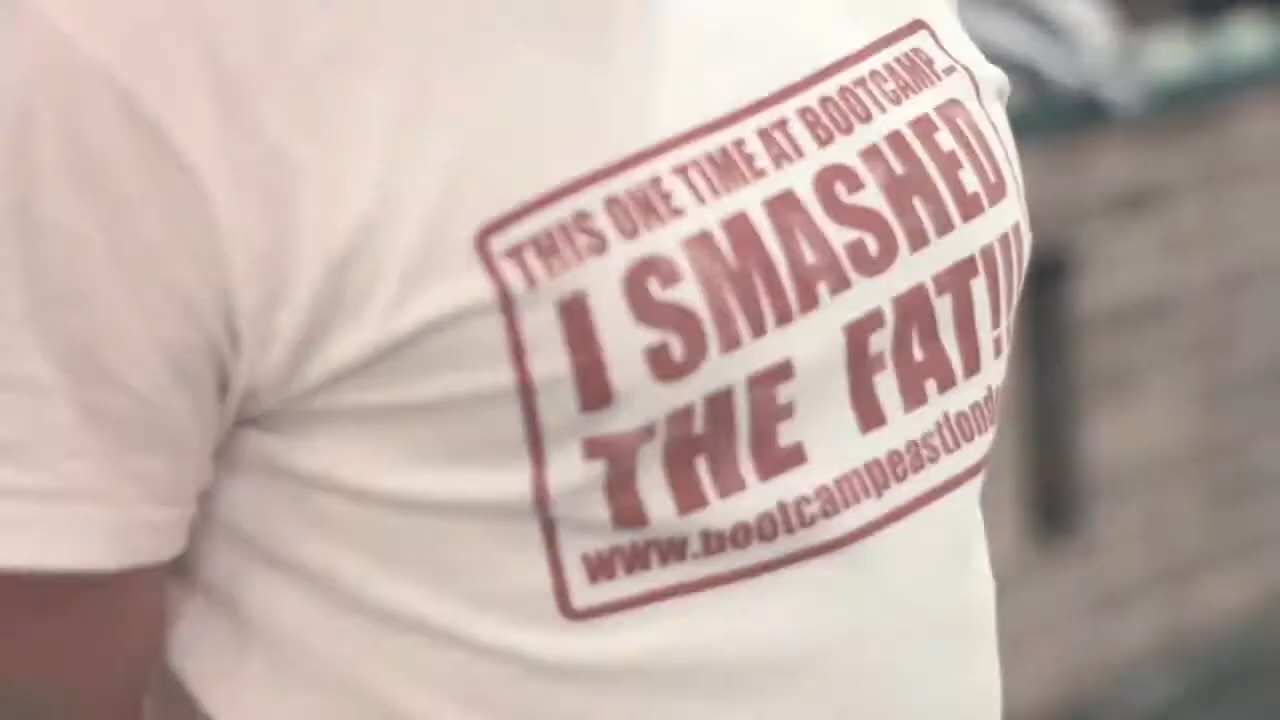 THIS ONE TIME AT BOOTCAMP...
I SMASHED
THE FAT!!!
www.bootcampeastlond